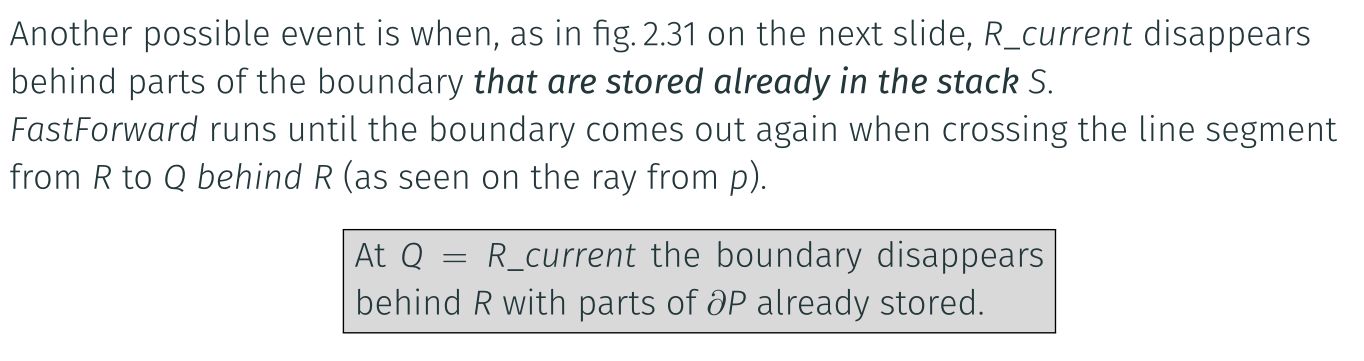 Another possible event is when, as in fig. 2.31 on the next slide, R_current disappears
behind parts of the boundary that are stored already in the stack S.
FastForward runs until the boundary comes out again when crossing the line segment
from R to Q behind R (as seen on the ray from p).
At Q = R_current the boundary disappears
behind R with parts of ∂P already stored.